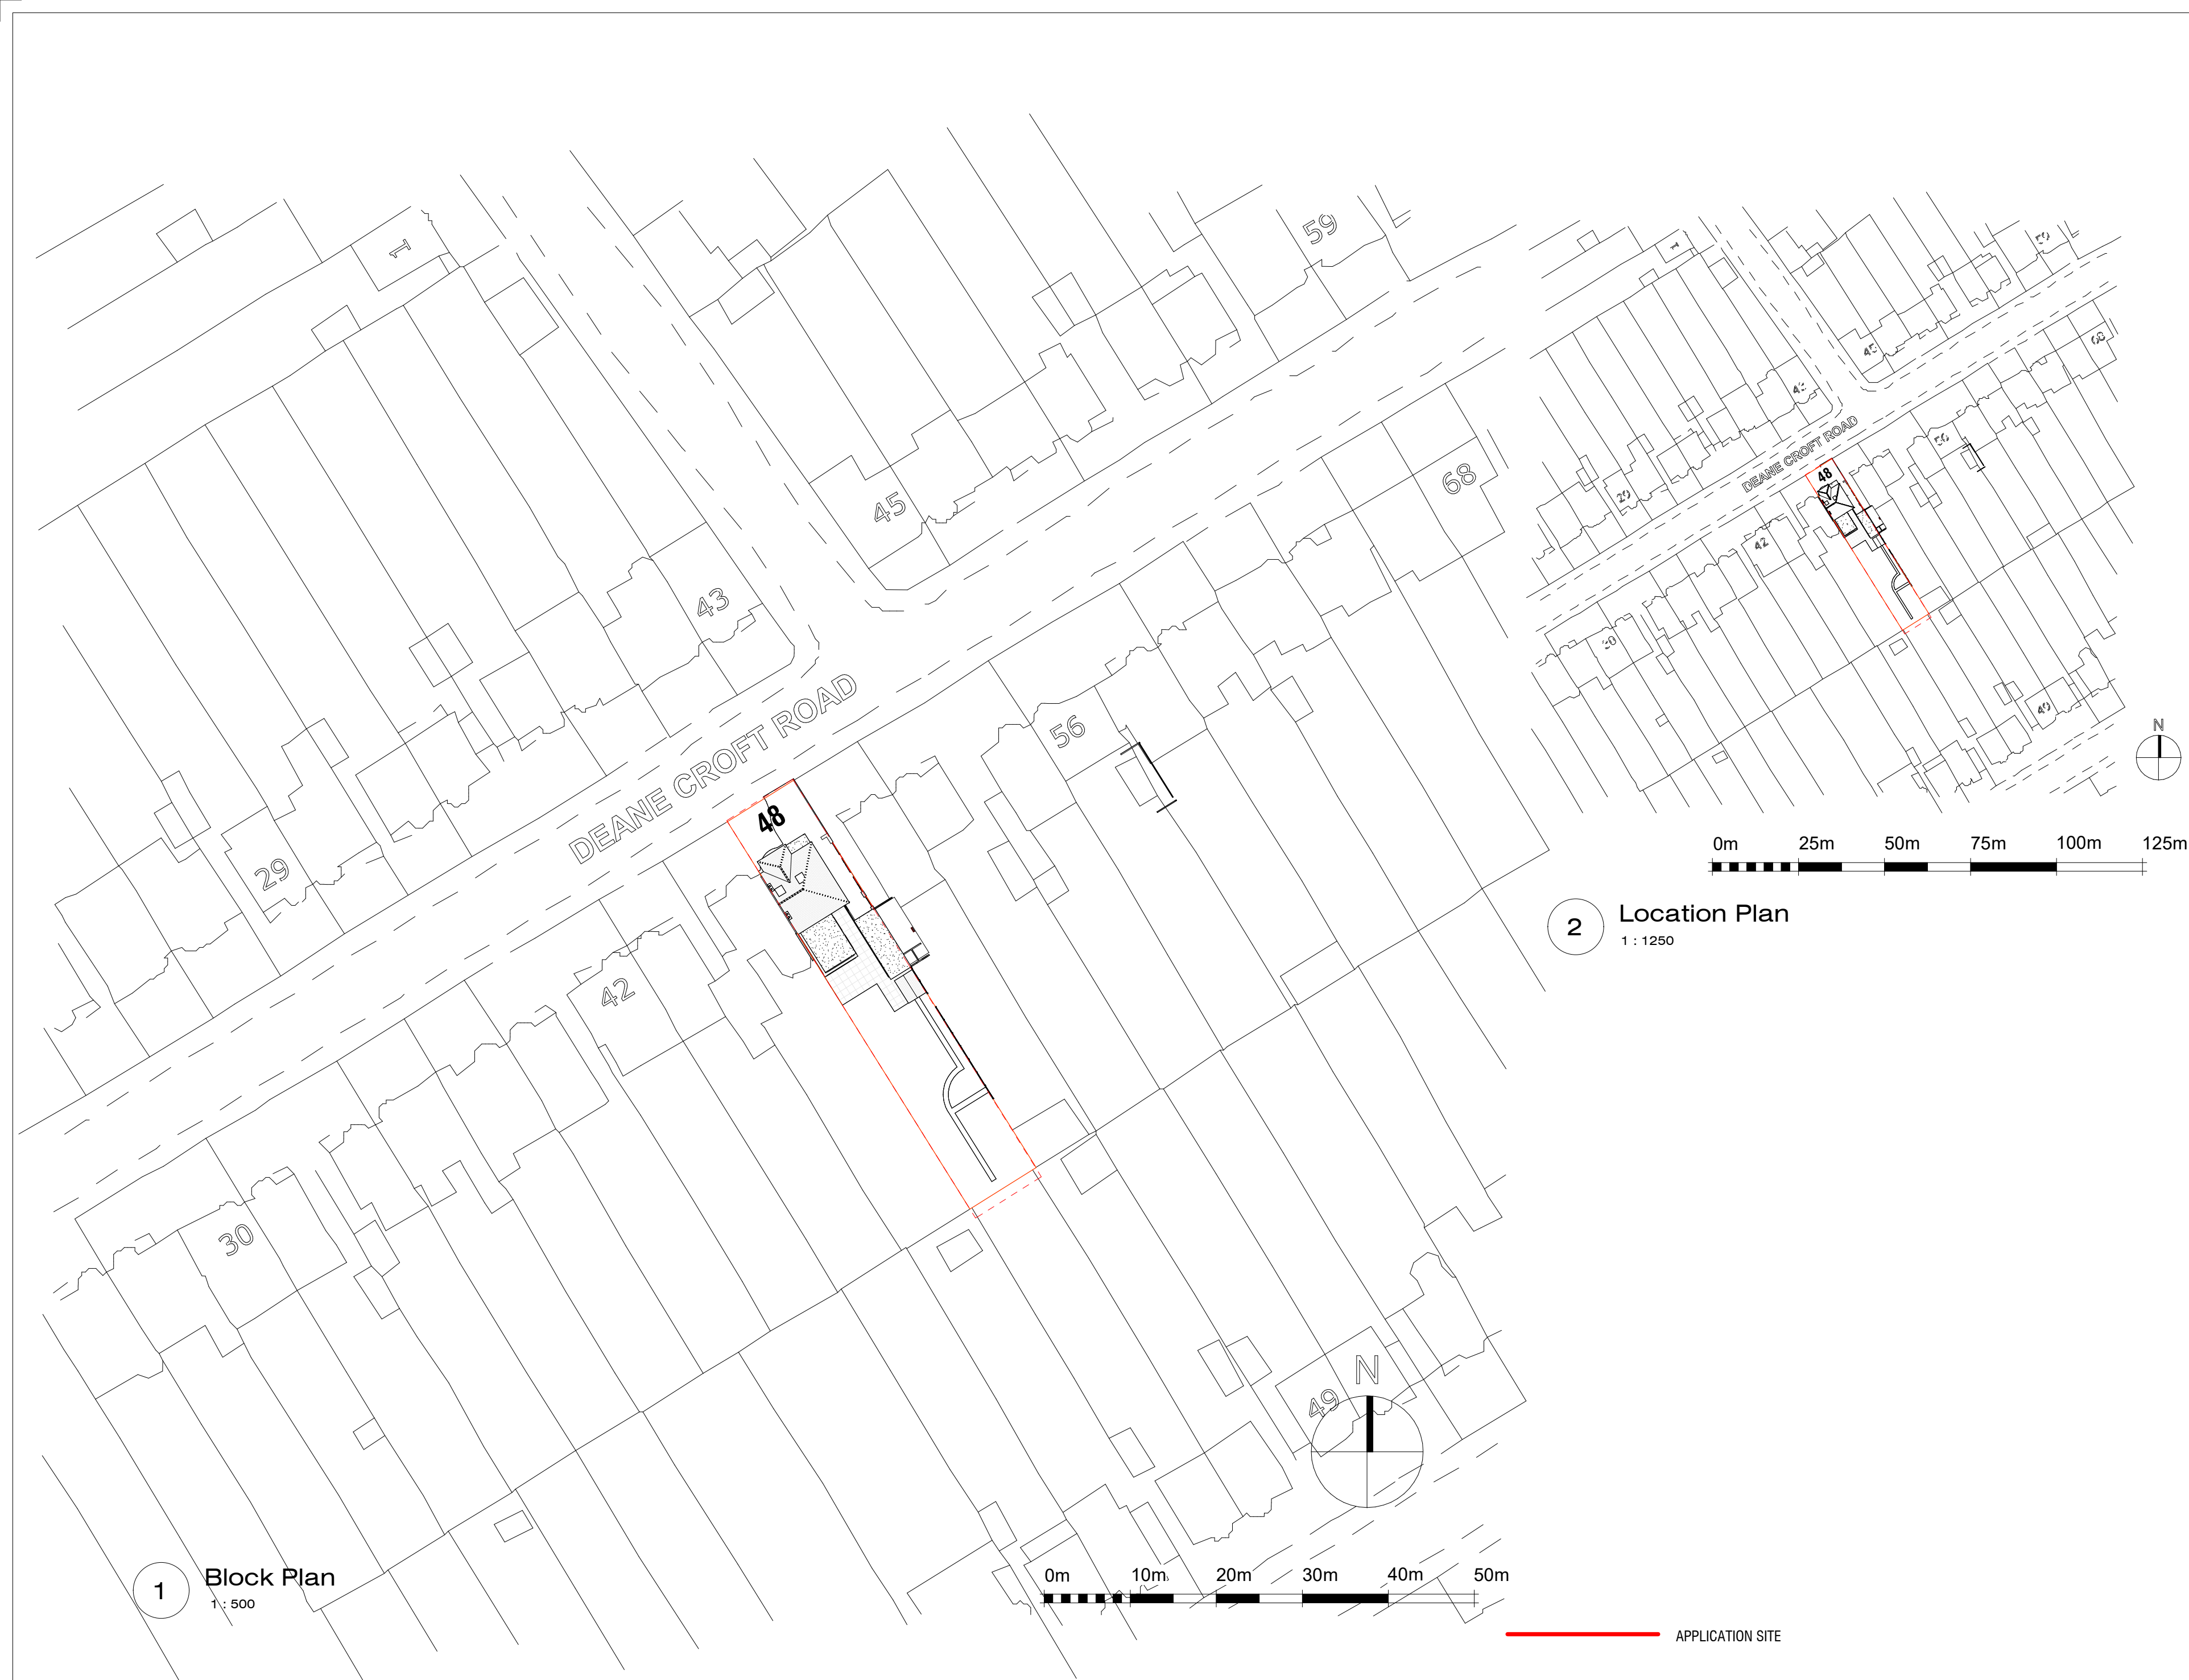 1
59
45
68
43
DEANE CROFT ROAD
56
48
29
42
30
49
N
1
Block Plan
1 : 500
0m 10m 20m 30m 40m 50m
1
59
45
68
43
DEANE CROFT ROAD
56
48
29
42
30
49
N
0m 25m 50m 75m 100m 125m
2
Location Plan
1 : 1250
APPLICATION SITE